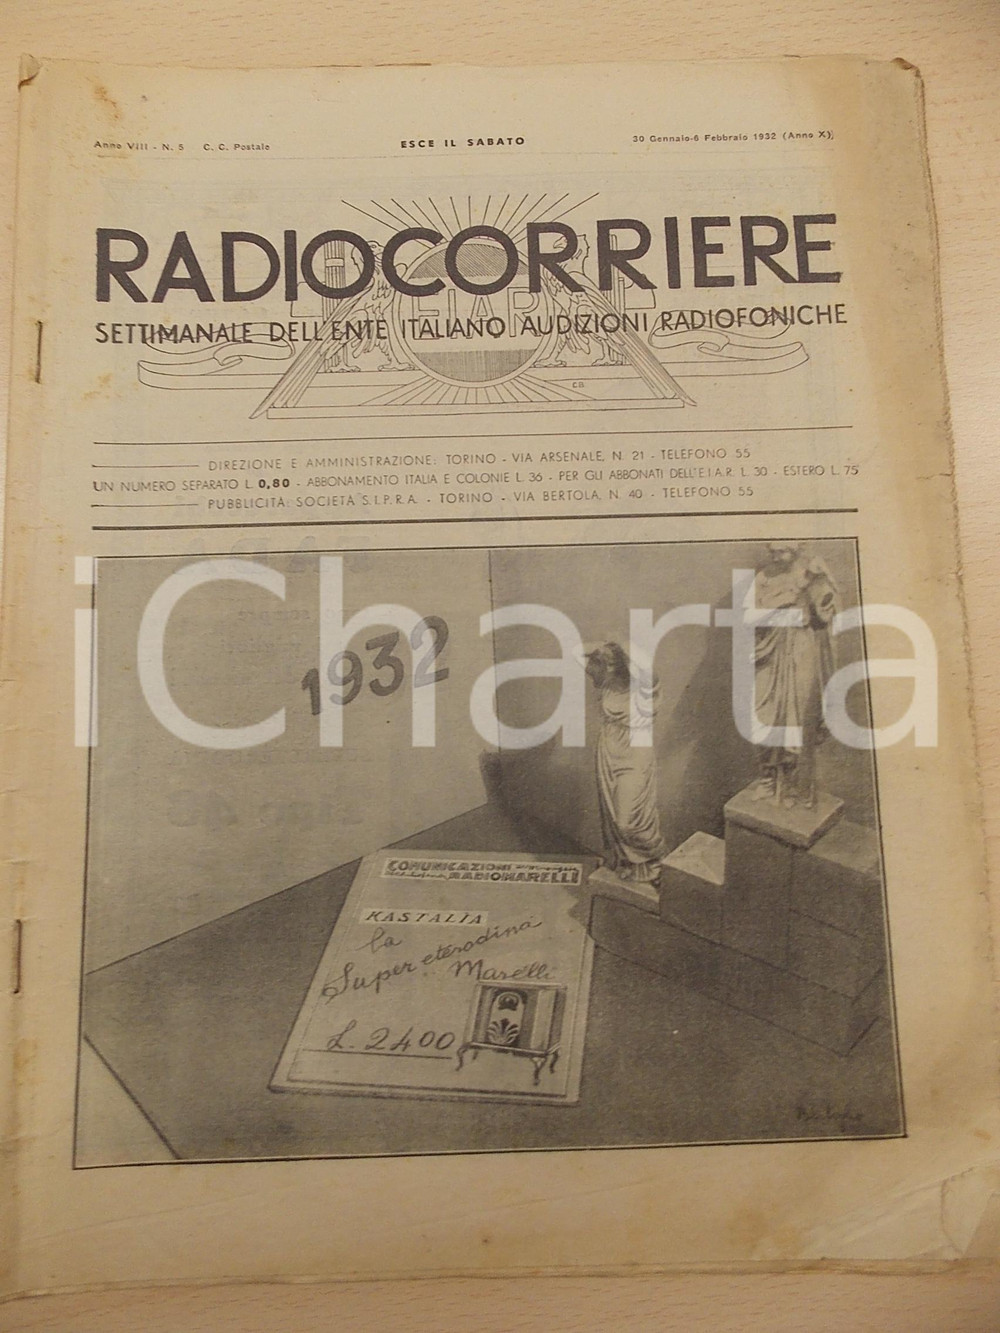 Anno VIII - N. 5   C. C. Postale   ESCE IL SABATO   30 Gennaio-6 Febbraio 1932 (Anno X)
RADIOCORRIERE
EIAR
SETTIMANALE DELL'ENTE ITALIANO AUDIZIONI RADIOFONICHE
CB
DIREZIONE E AMMINISTRAZIONE: TORINO - VIA ARSENALE, N. 21 - TELEFONO 55
UN NUMERO SEPARATO L. 0,80 - ABBONAMENTO ITALIA E COLONIE L. 36 - PER GLI ABBONATI DELL'E.I.A.R. L. 30 - ESTERO L. 75
PUBBLICITÀ: SOCIETÀ S.I.P.R.A. - TORINO - VIA BERTOLA, N. 40 - TELEFONO 55
iCharta
1932
COMUNICAZIONI
RADIOMARELLI
KASTALIA
la
Supereterodina
Marelli
L. 2400